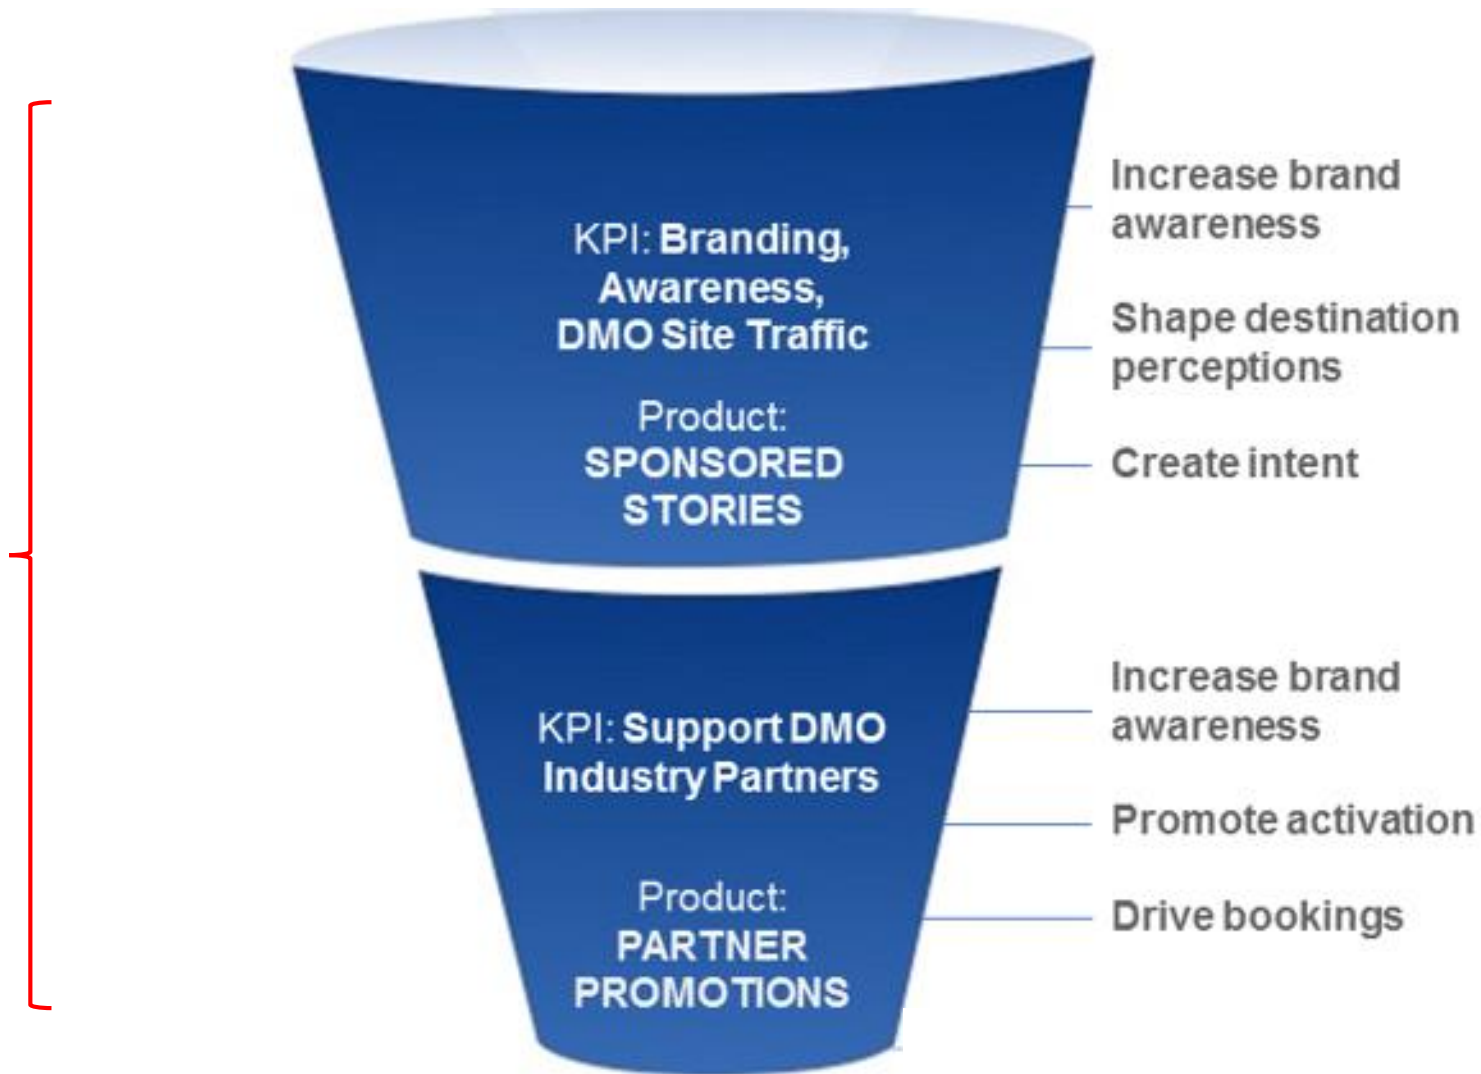 KPI: Branding,
Awareness,
DMO Site Traffic
Product:
SPONSORED
STORIES
Increase brand
awareness
Shape destination
perceptions
Create intent
KPI: Support DMO
Industry Partners
Product:
PARTNER
PROMOTIONS
Increase brand
awareness
Promote activation
Drive bookings